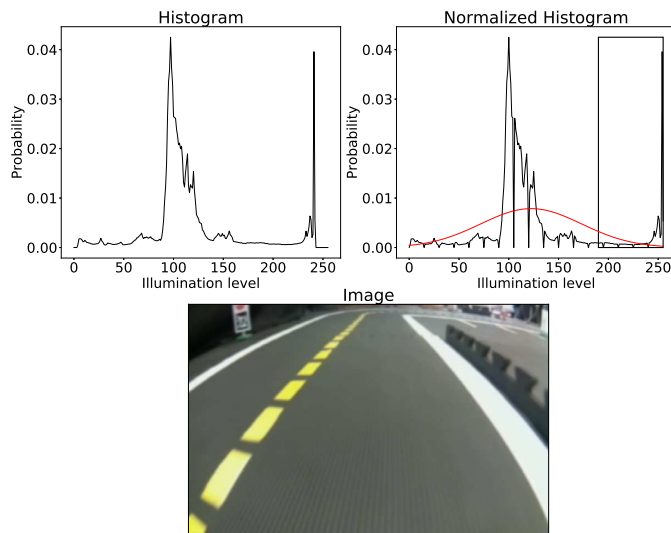 Histogram
0.04
0.03
0.02
0.01
0.00
Probability
0 50 100 150 200 250
Illumination level
Normalized Histogram
0.04
0.03
0.02
0.01
0.00
Probability
0 50 100 150 200 250
Illumination level
Image